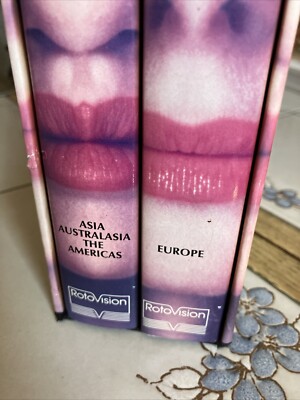 ASIA
AUSTRALASIA
THE
AMERICAS
RotoVision
EUROPE
RotoVision